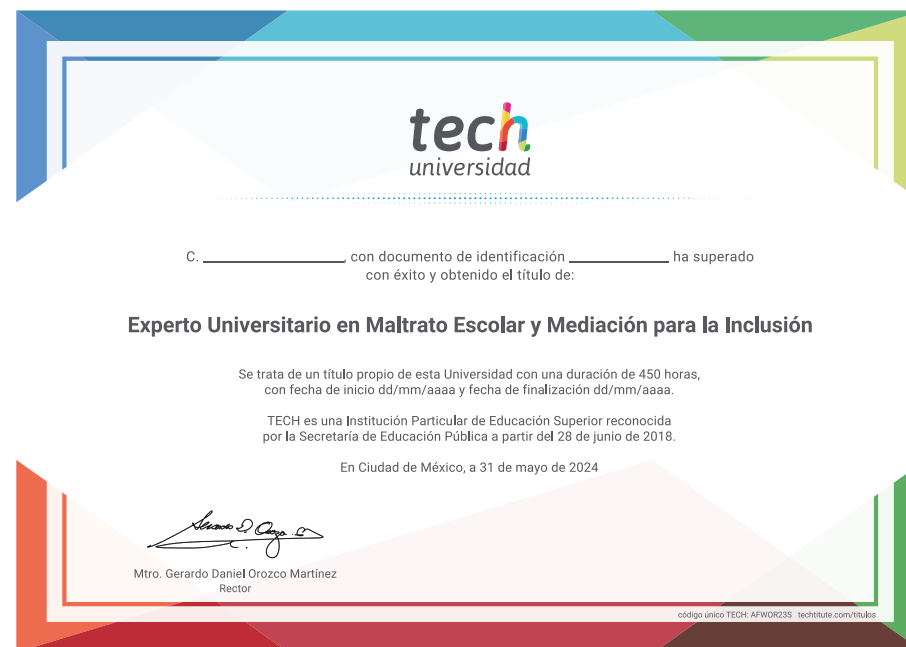 tech
universidad
C. ____________________, con documento de identificación ______________ ha superado
con éxito y obtenido el título de:
Experto Universitario en Maltrato Escolar y Mediación para la Inclusión
Se trata de un título propio de esta Universidad con una duración de 450 horas,
con fecha de inicio dd/mm/aaaa y fecha de finalización dd/mm/aaaa.
TECH es una Institución Particular de Educación Superior reconocida
por la Secretaría de Educación Pública a partir del 28 de junio de 2018.
En Ciudad de México, a 31 de mayo de 2024
Mtro. Gerardo Daniel Orozco Martínez
Rector
código único TECH: AFWOR23S techtitute.com/titulos